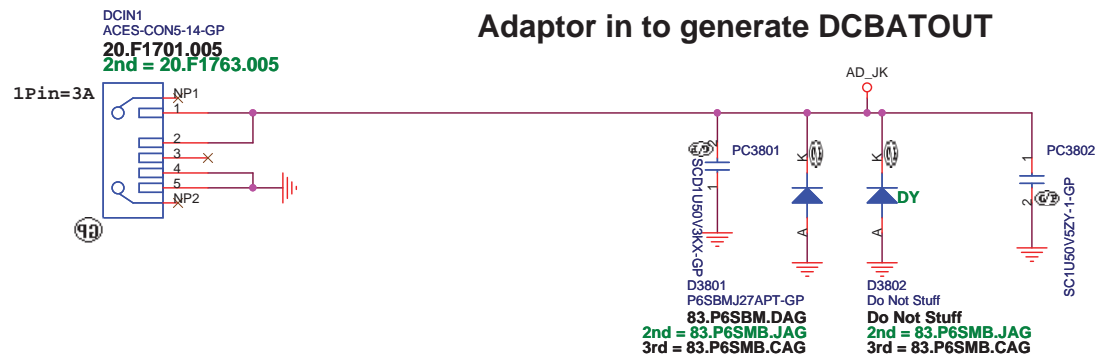 Adaptor in to generate DCBATOUT
DCIN1
ACES-CON5-14-GP
20.F1701.005
2nd = 20.F1763.005
1Pin=3A
NP1
1
2
3
4
5
NP2
GP
AD_JK
2
PC3801
1
SCD1U50V3KX-GP
K
A
K
DY
A
1
PC3802
2
SC1U50V5ZY-1-GP
D3801
P6SBMJ27APT-GP
83.P6SBM.DAG
2nd = 83.P6SMB.JAG
3rd = 83.P6SMB.CAG
D3802
Do Not Stuff
Do Not Stuff
2nd = 83.P6SMB.JAG
3rd = 83.P6SMB.CAG